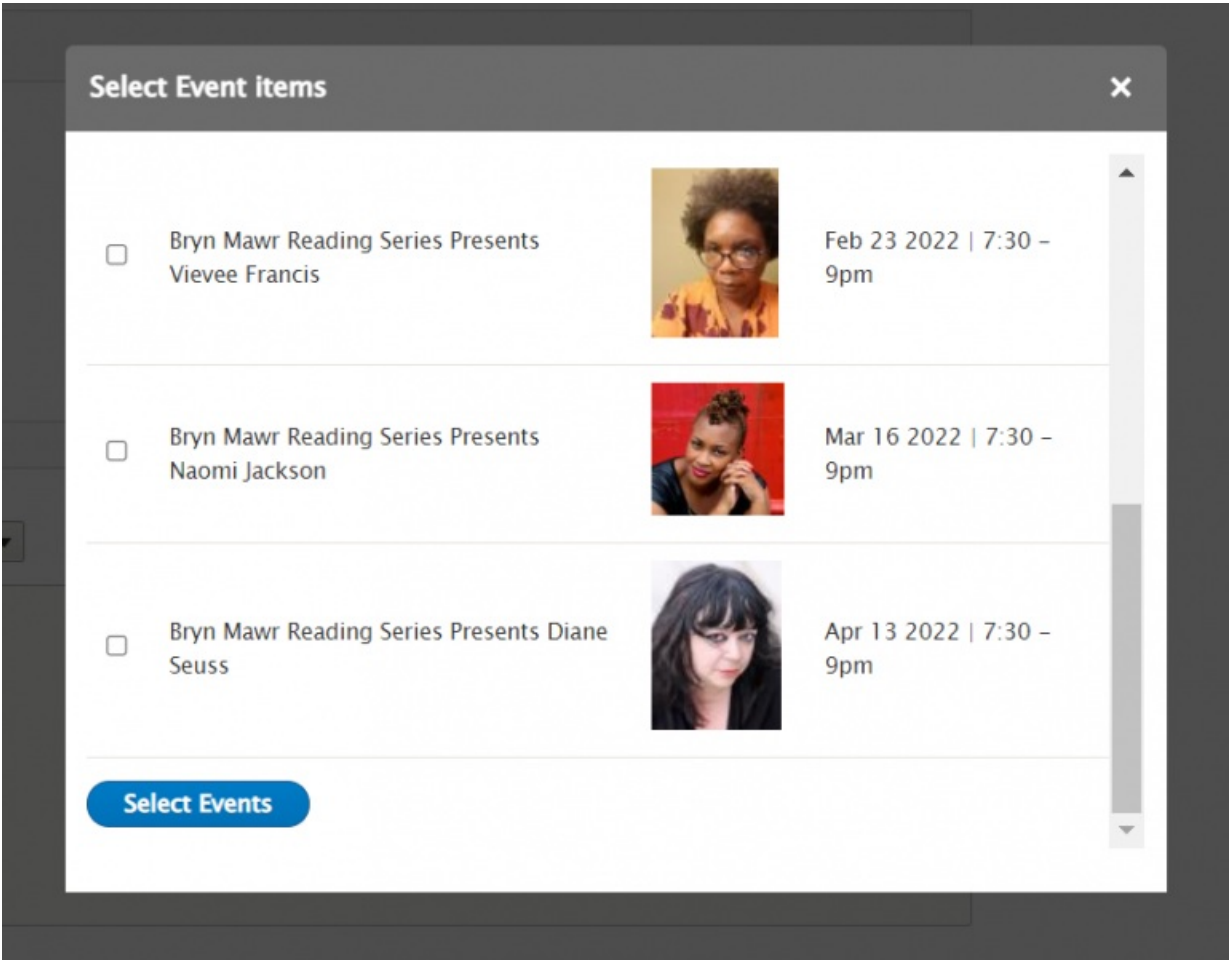 Select Event items
Bryn Mawr Reading Series Presents
Vievee Francis
Feb 23 2022 | 7:30 –
9pm
Bryn Mawr Reading Series Presents
Naomi Jackson
Mar 16 2022 | 7:30 –
9pm
Bryn Mawr Reading Series Presents Diane
Seuss
Apr 13 2022 | 7:30 –
9pm
Select Events